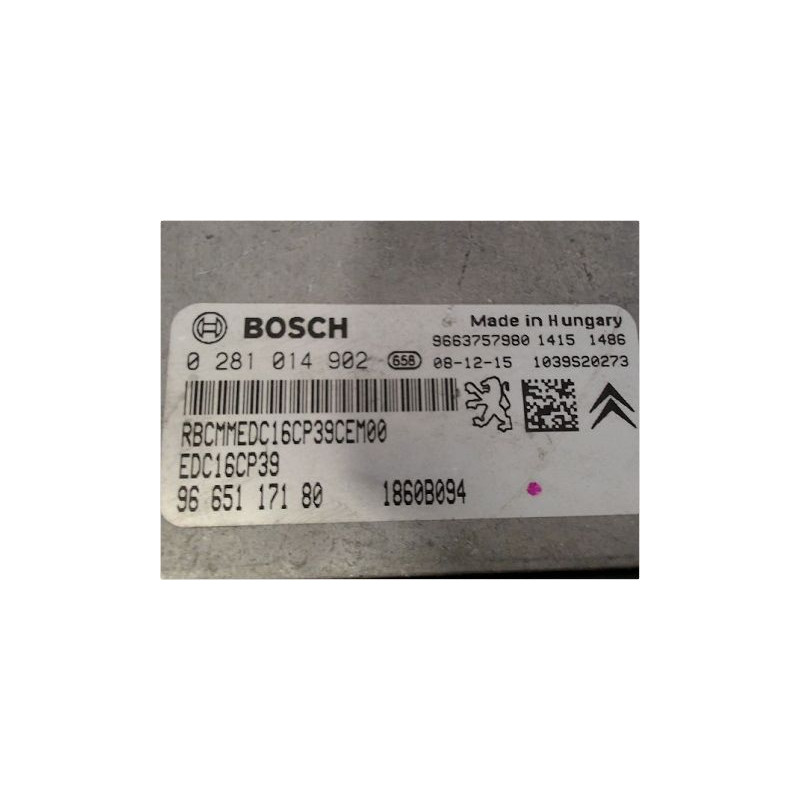 BOSCH
Made in Hungary
9663757980 1415 1486
0 281 014 902 658 08-12-15 1039S20273
RBCMMEDC16CP39CEM00
EDC16CP39
96 651 171 80 1860B094